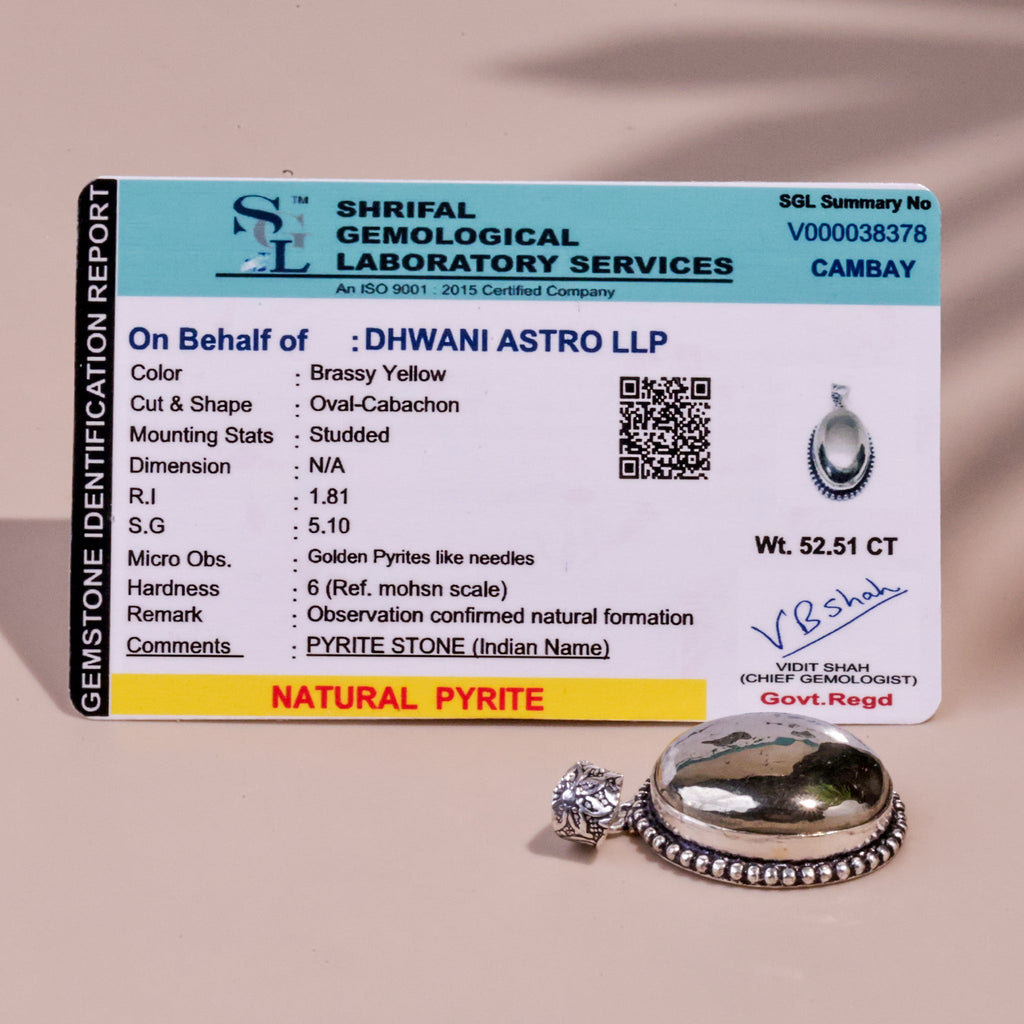 GEMSTONE IDENTIFICATION REPORT
SGL
TM
SHRIFAL
GEMOLOGICAL
LABORATORY SERVICES
An ISO 9001 : 2015 Certified Company
SGL Summary No
V000038378
CAMBAY
On Behalf of : DHWANI ASTRO LLP
Color : Brassy Yellow
Cut & Shape : Oval-Cabachon
Mounting Stats : Studded
Dimension : N/A
R.I : 1.81
S.G : 5.10
Micro Obs. : Golden Pyrites like needles
Hardness : 6 (Ref. mohsn scale)
Remark : Observation confirmed natural formation
Comments : PYRITE STONE (Indian Name)
NATURAL PYRITE
Wt. 52.51 CT
VBShah
VIDIT SHAH
(CHIEF GEMOLOGIST)
Govt.Regd